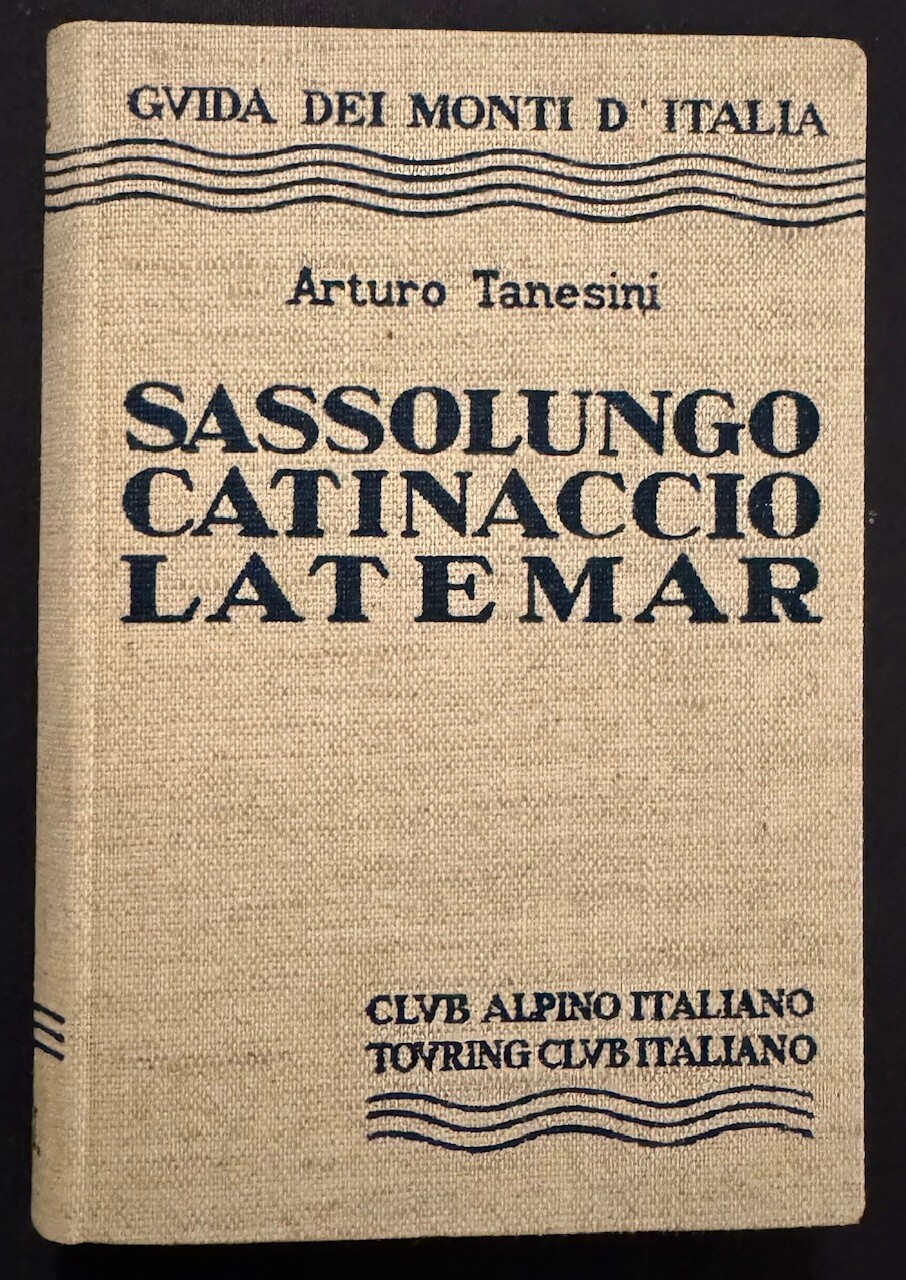 GVIDA DEI MONTI D'ITALIA
Arturo Tanesini
SASSOLUNGO
CATINACCIO
LATEMAR
CLVB ALPINO ITALIANO
TOVRING CLVB ITALIANO